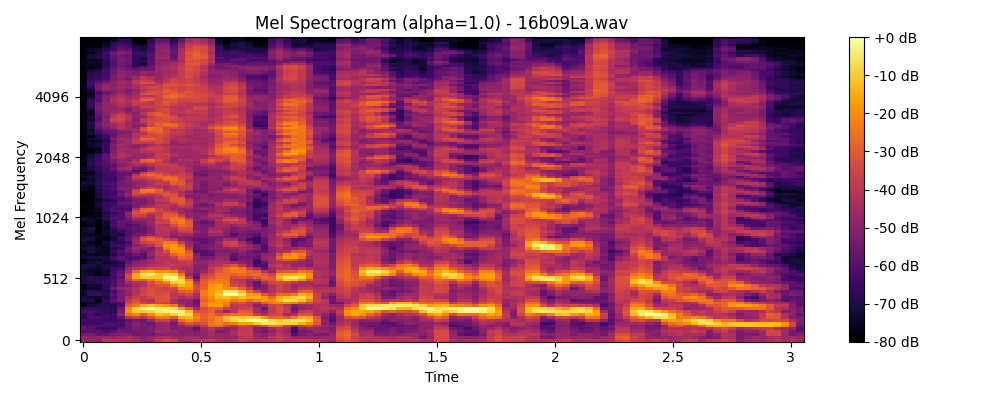 Mel Spectrogram (alpha=1.0) - 16b09La.wav
Mel Frequency
4096
2048
1024
512
0
0
0.5
1
1.5
2
2.5
3
Time
+0 dB
-10 dB
-20 dB
-30 dB
-40 dB
-50 dB
-60 dB
-70 dB
-80 dB